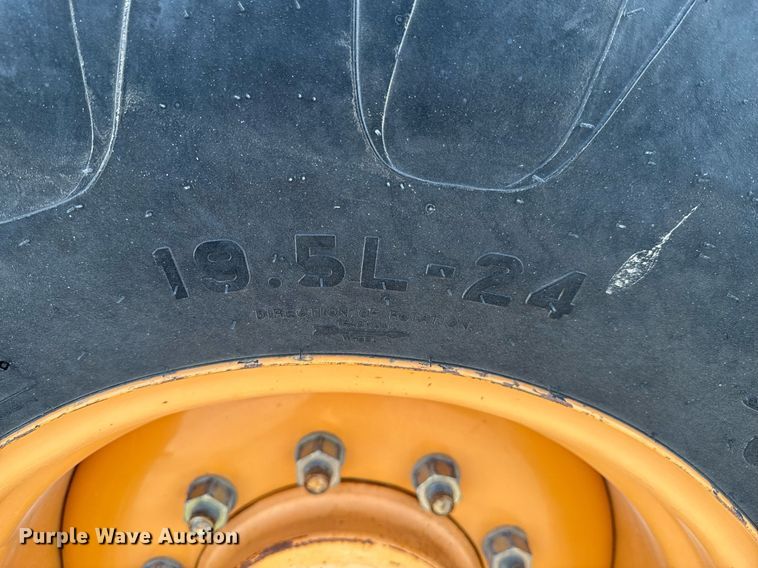 19.5L-24
DIRECTION OF ROTATION
Purple Wave Auction